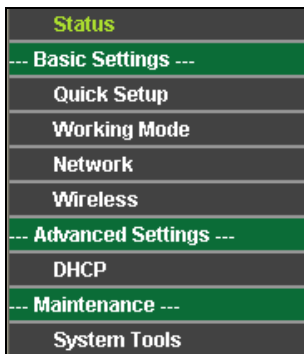 Status
--- Basic Settings ---
Quick Setup
Working Mode
Network
Wireless
--- Advanced Settings ---
DHCP
--- Maintenance ---
System Tools